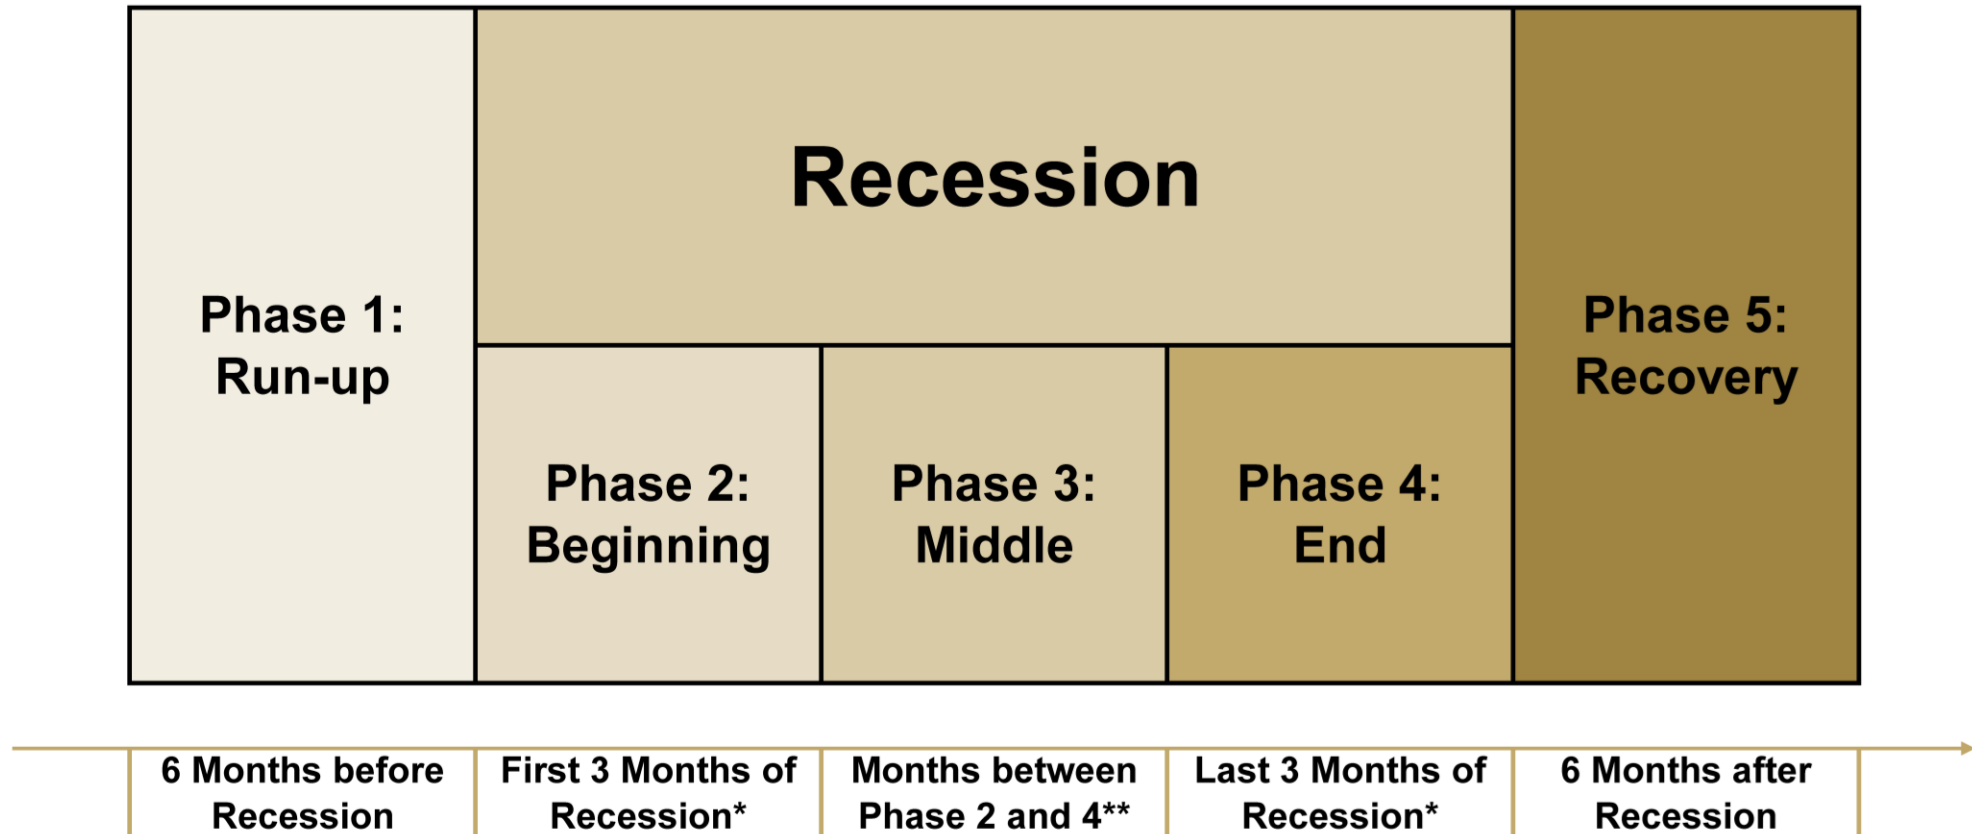 Recession
Phase 1:
Run-up
Phase 2:
Beginning
Phase 3:
Middle
Phase 4:
End
Phase 5:
Recovery
6 Months before
Recession
First 3 Months of
Recession*
Months between
Phase 2 and 4**
Last 3 Months of
Recession*
6 Months after
Recession